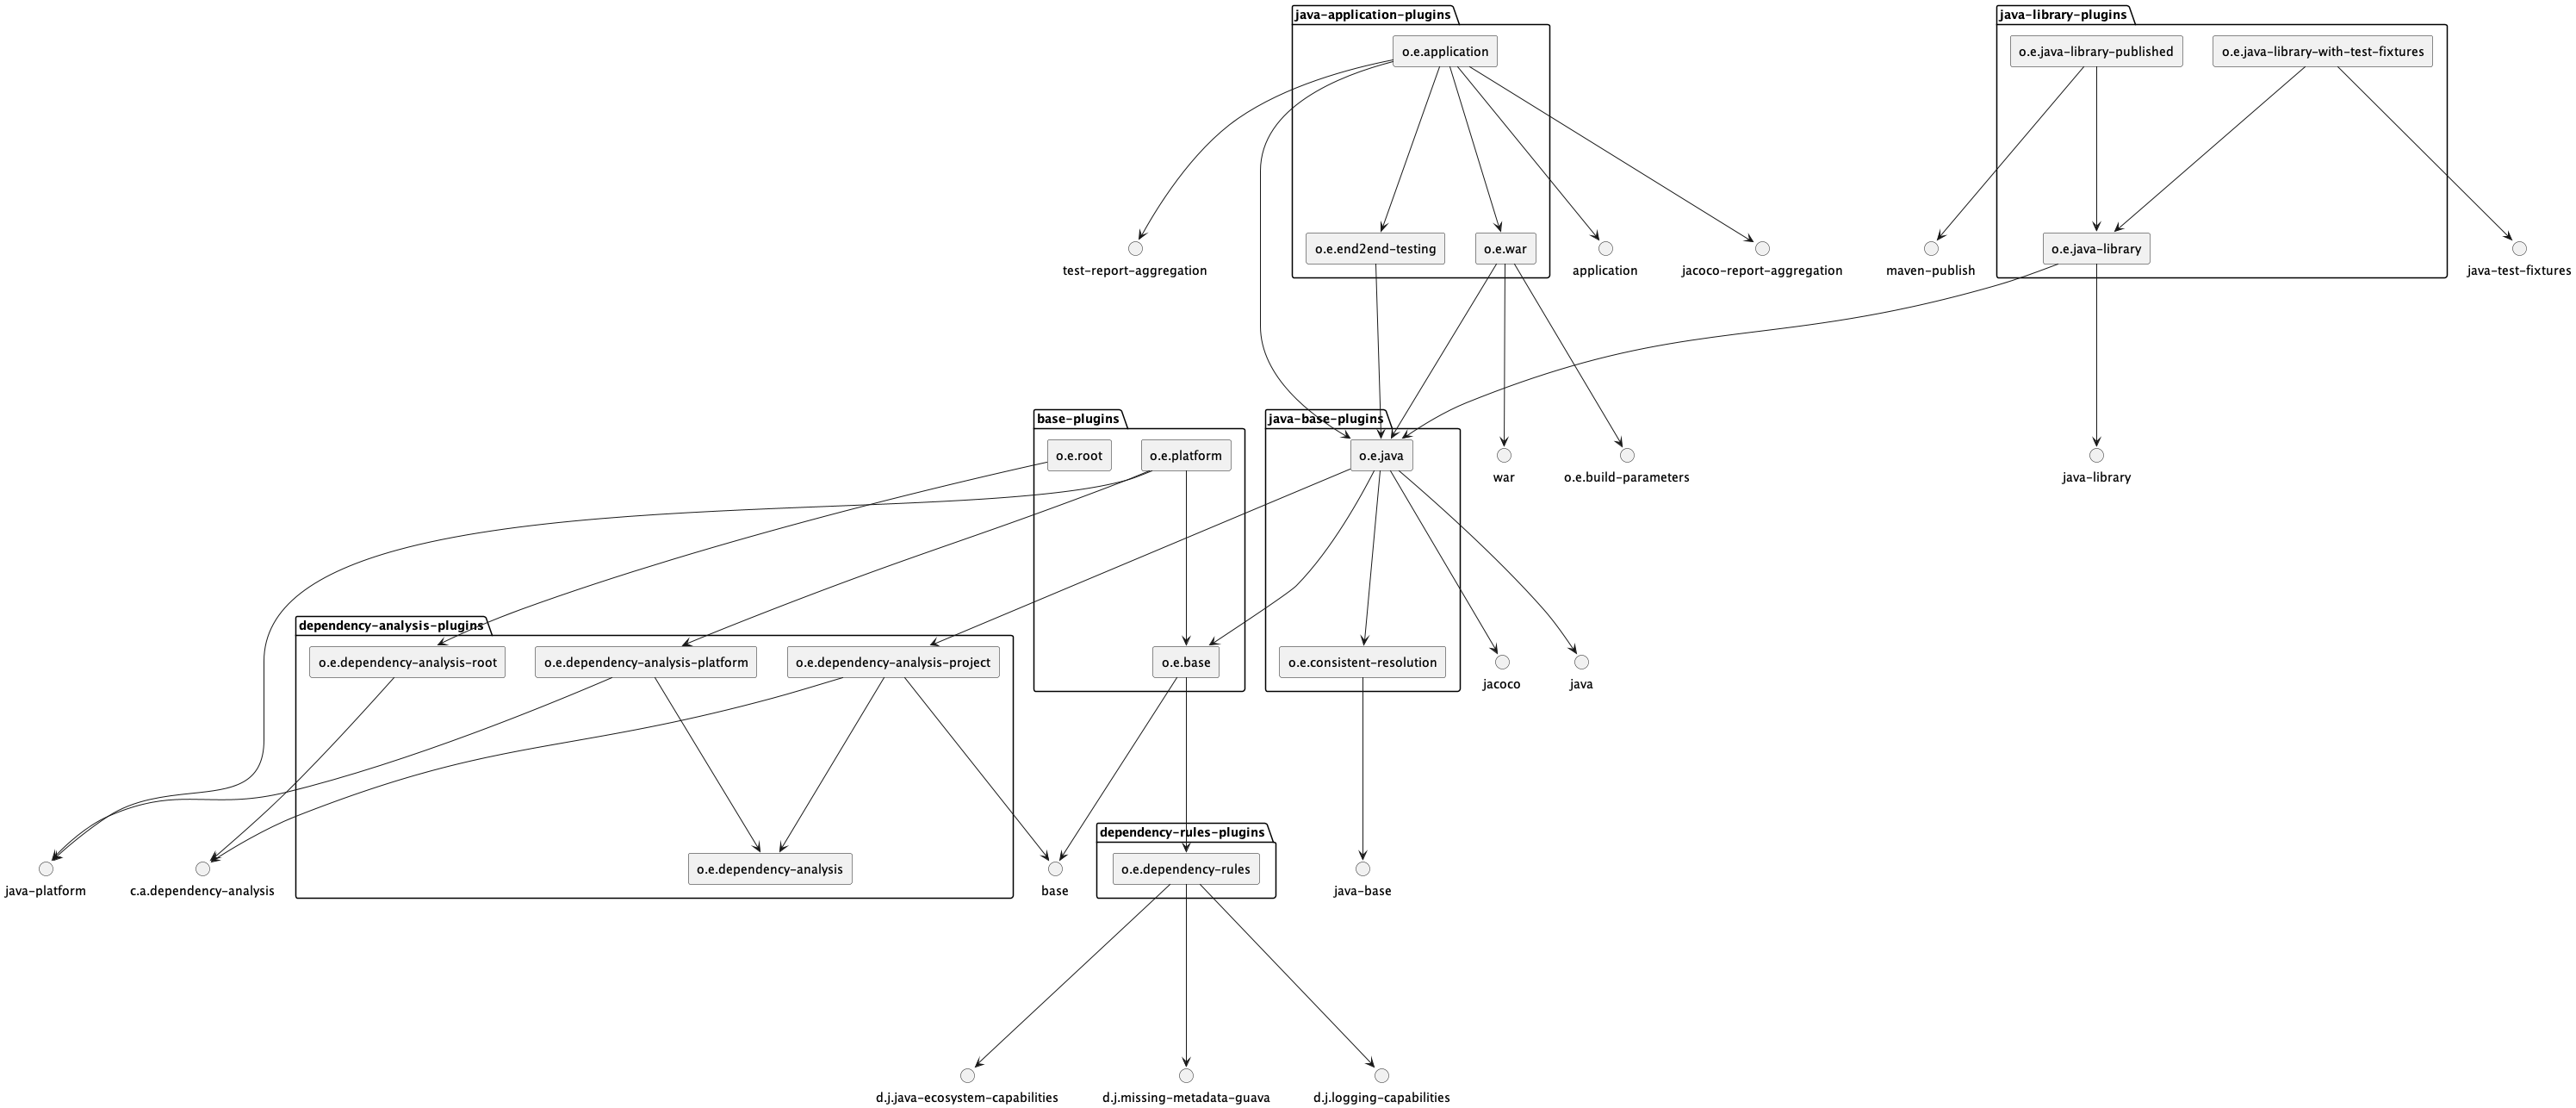 java-application-plugins
java-library-plugins
o.e.application
o.e.java-library-published
o.e.java-library-with-test-fixtures
o.e.end2end-testing
o.e.war
o.e.java-library
test-report-aggregation
application
jacoco-report-aggregation
maven-publish
java-test-fixtures
base-plugins
java-base-plugins
o.e.root
o.e.platform
o.e.java
war
o.e.build-parameters
java-library
dependency-analysis-plugins
o.e.dependency-analysis-root
o.e.dependency-analysis-platform
o.e.dependency-analysis-project
o.e.base
o.e.consistent-resolution
jacoco
java
dependency-rules-plugins
o.e.dependency-analysis
o.e.dependency-rules
java-platform
c.a.dependency-analysis
base
java-base
d.j.java-ecosystem-capabilities
d.j.missing-metadata-guava
d.j.logging-capabilities